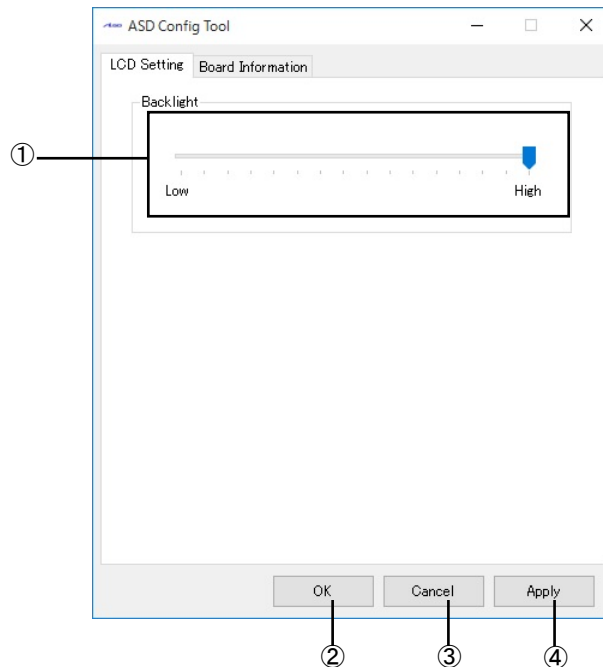 ASD Config Tool
LCD Setting Board Information
Backlight
①
Low High
OK Cancel Apply
② ③ ④